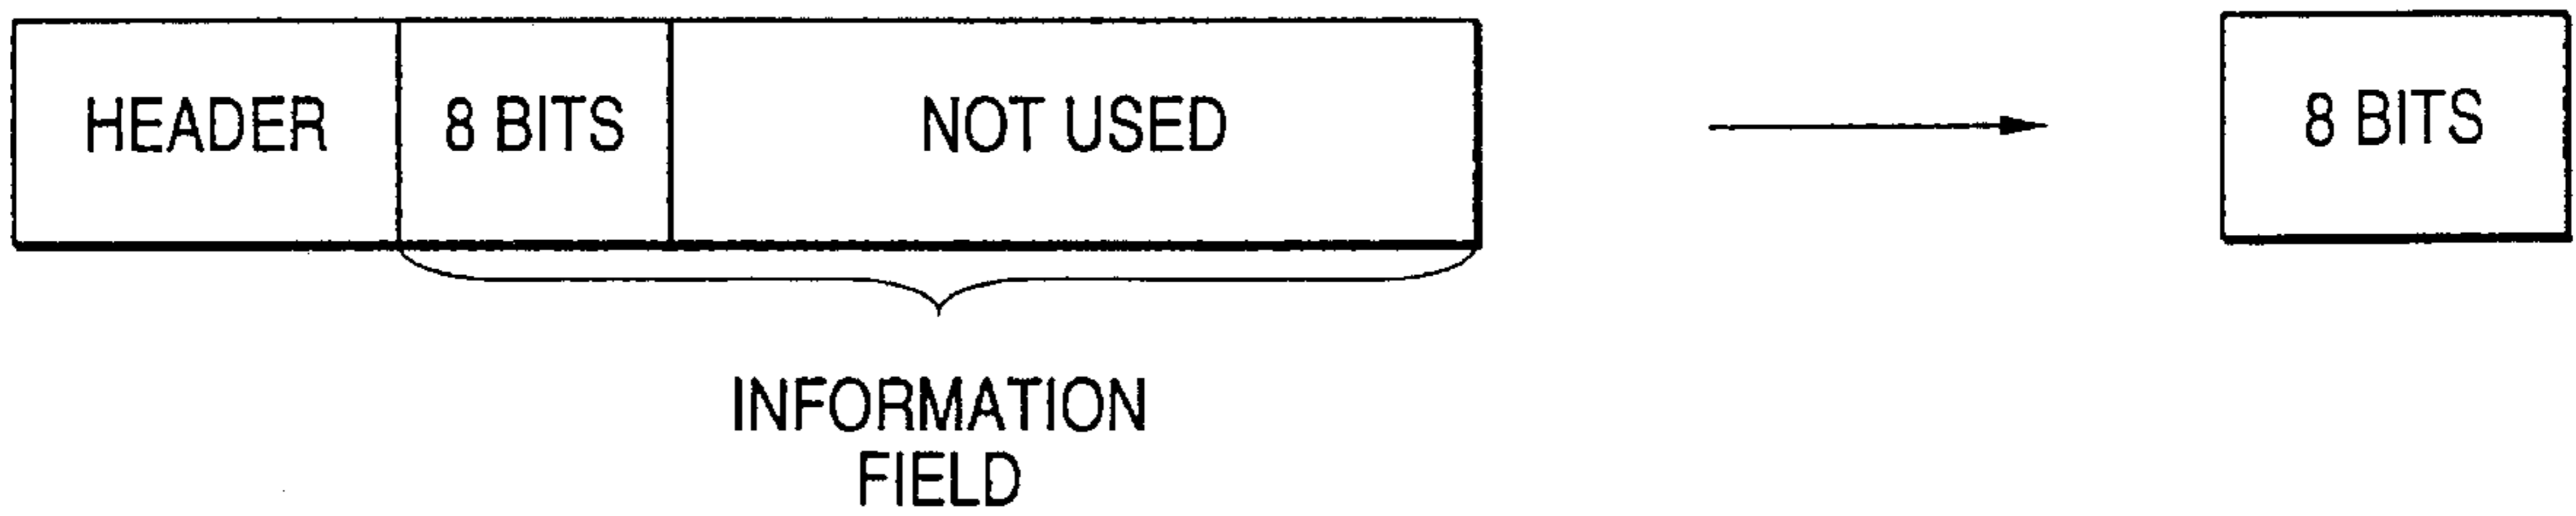 HEADER 8 BITS NOT USED 8 BITS
INFORMATION
FIELD